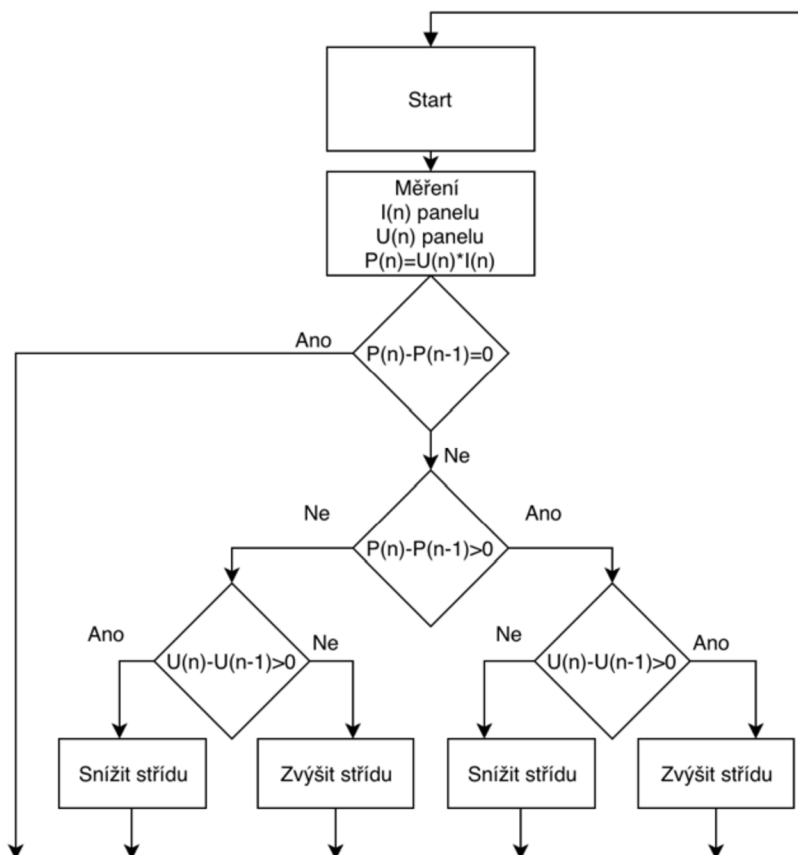 Start
Měření
I(n) panelu
U(n) panelu
P(n)=U(n)*I(n)
Ano
P(n)-P(n-1)=0
Ne
Ne
Ano
P(n)-P(n-1)>0
Ano
Ne
Ne
Ano
U(n)-U(n-1)>0
U(n)-U(n-1)>0
Snížit střídu
Zvýšit střídu
Snížit střídu
Zvýšit střídu